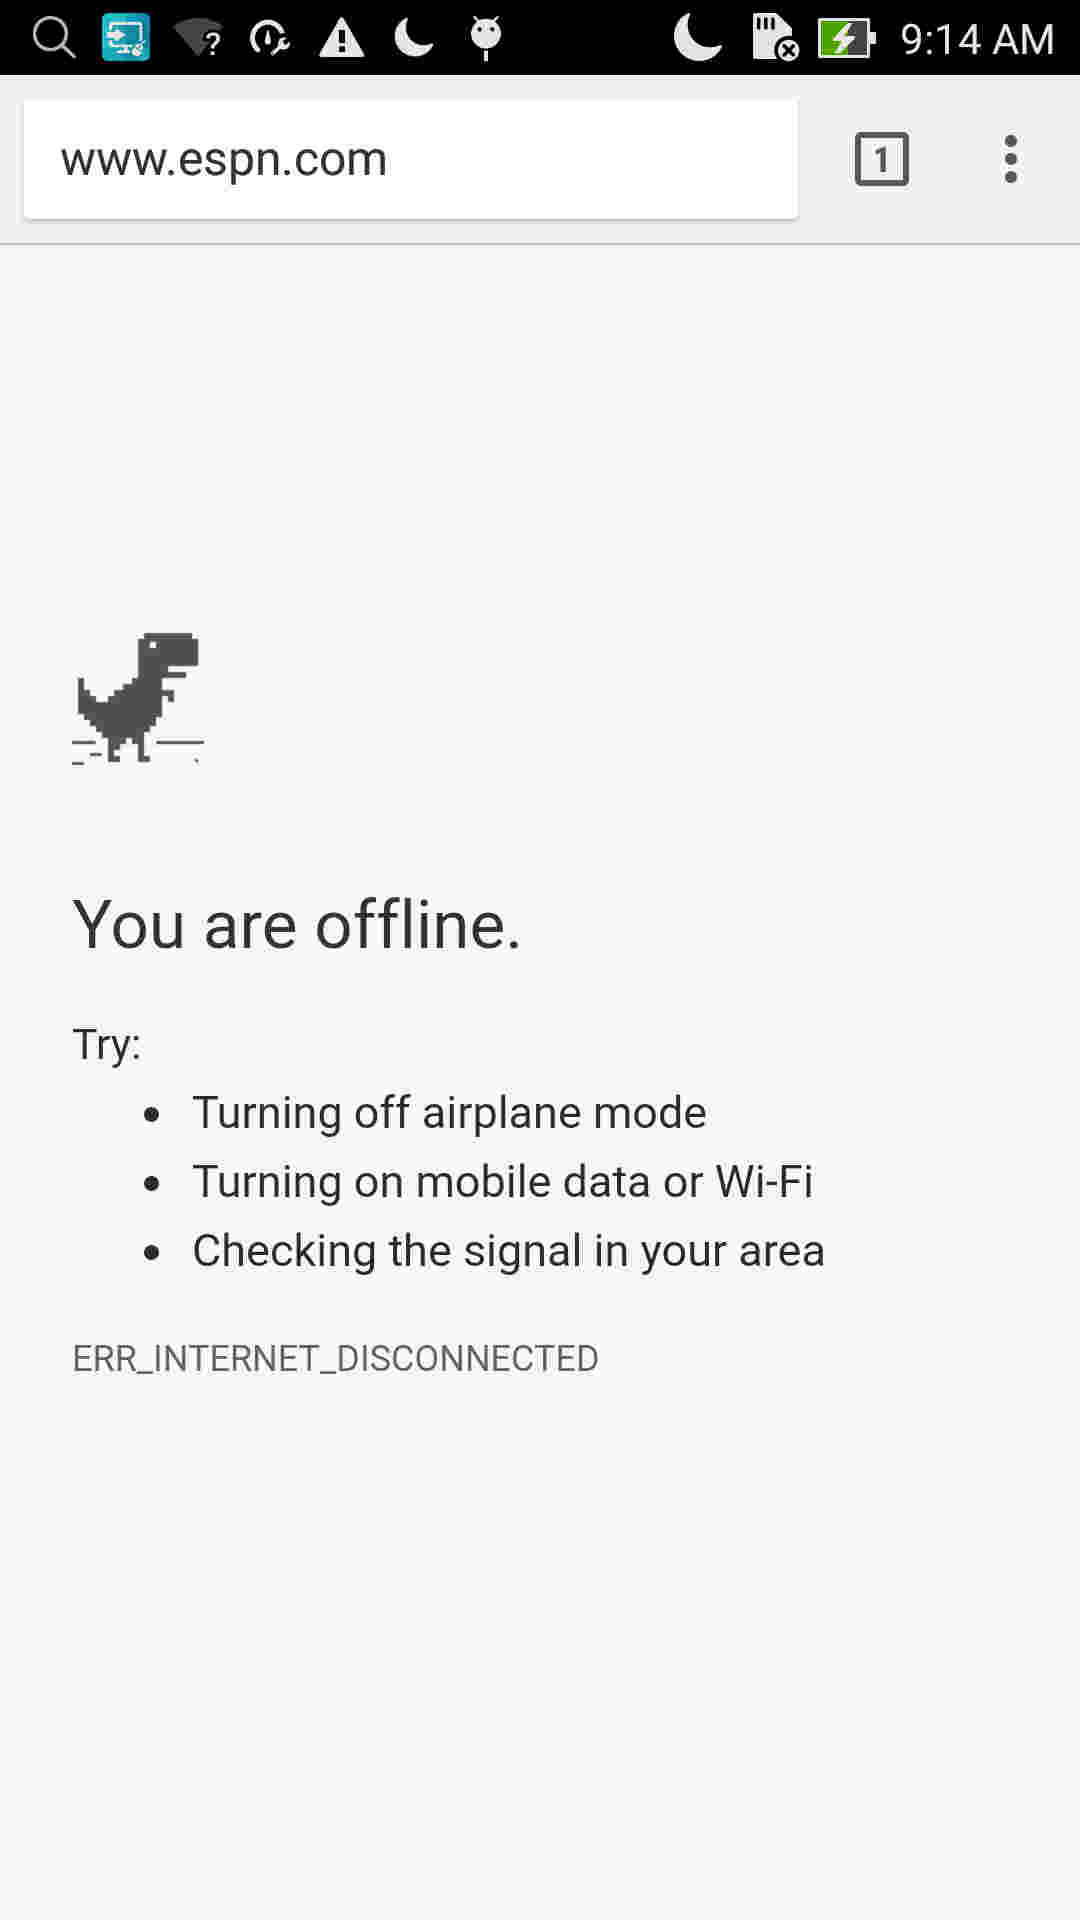 9:14 AM
www.espn.com
1
You are offline.
Try:
• Turning off airplane mode
• Turning on mobile data or Wi-Fi
• Checking the signal in your area
ERR_INTERNET_DISCONNECTED